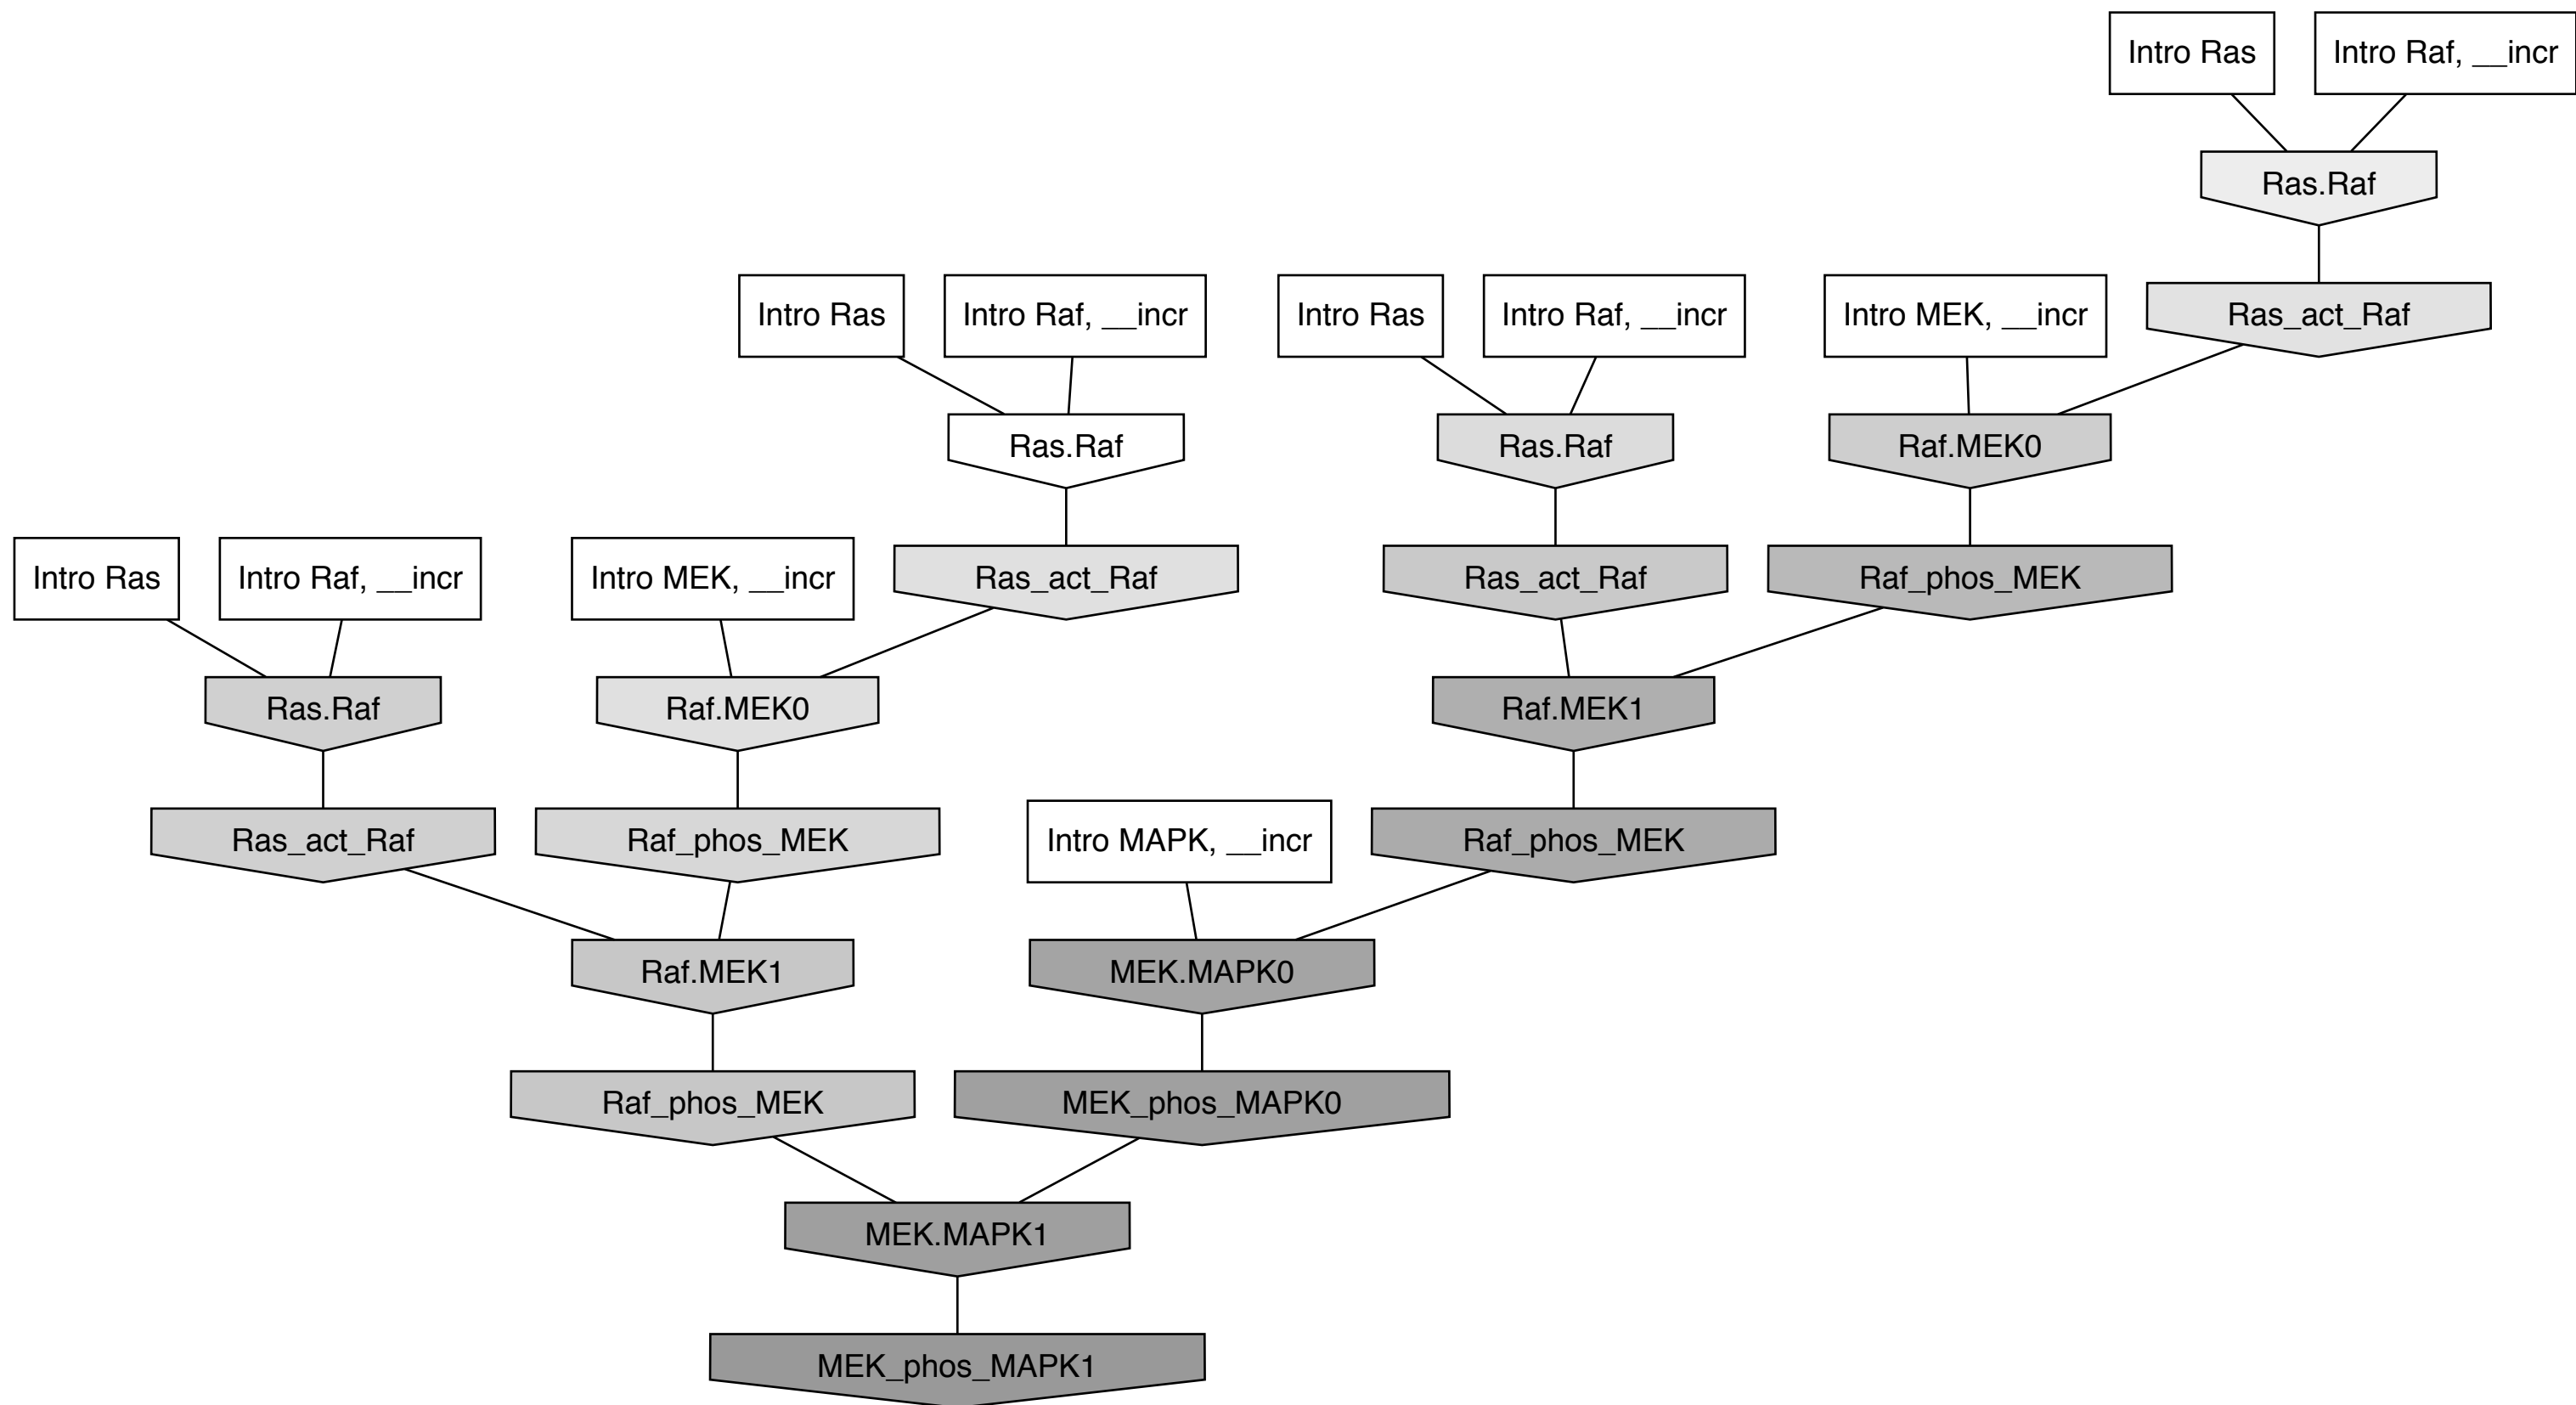 Intro Ras
Intro Raf, __incr
Ras.Raf
Intro Ras
Intro Raf, __incr
Intro Ras
Intro Raf, __incr
Intro MEK, __incr
Ras_act_Raf
Ras.Raf
Ras.Raf
Raf.MEK0
Intro Ras
Intro Raf, __incr
Intro MEK, __incr
Ras_act_Raf
Ras_act_Raf
Raf_phos_MEK
Ras.Raf
Raf.MEK0
Raf.MEK1
Ras_act_Raf
Raf_phos_MEK
Intro MAPK, __incr
Raf_phos_MEK
Raf.MEK1
MEK.MAPK0
Raf_phos_MEK
MEK_phos_MAPK0
MEK.MAPK1
MEK_phos_MAPK1